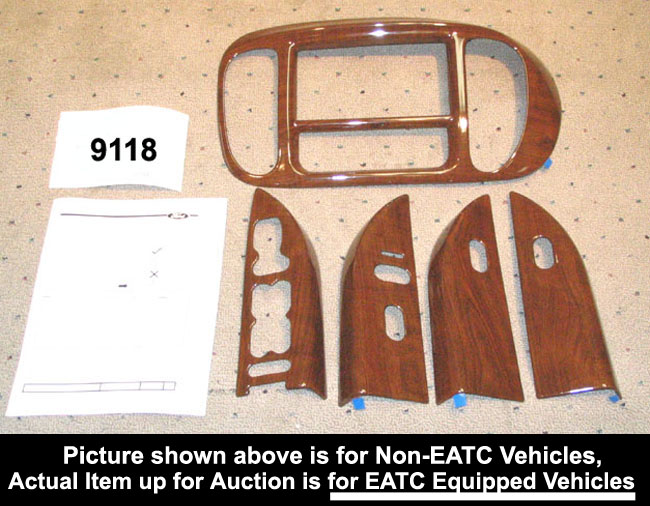 9118
Picture shown above is for Non-EATC Vehicles,
Actual Item up for Auction is for EATC Equipped Vehicles